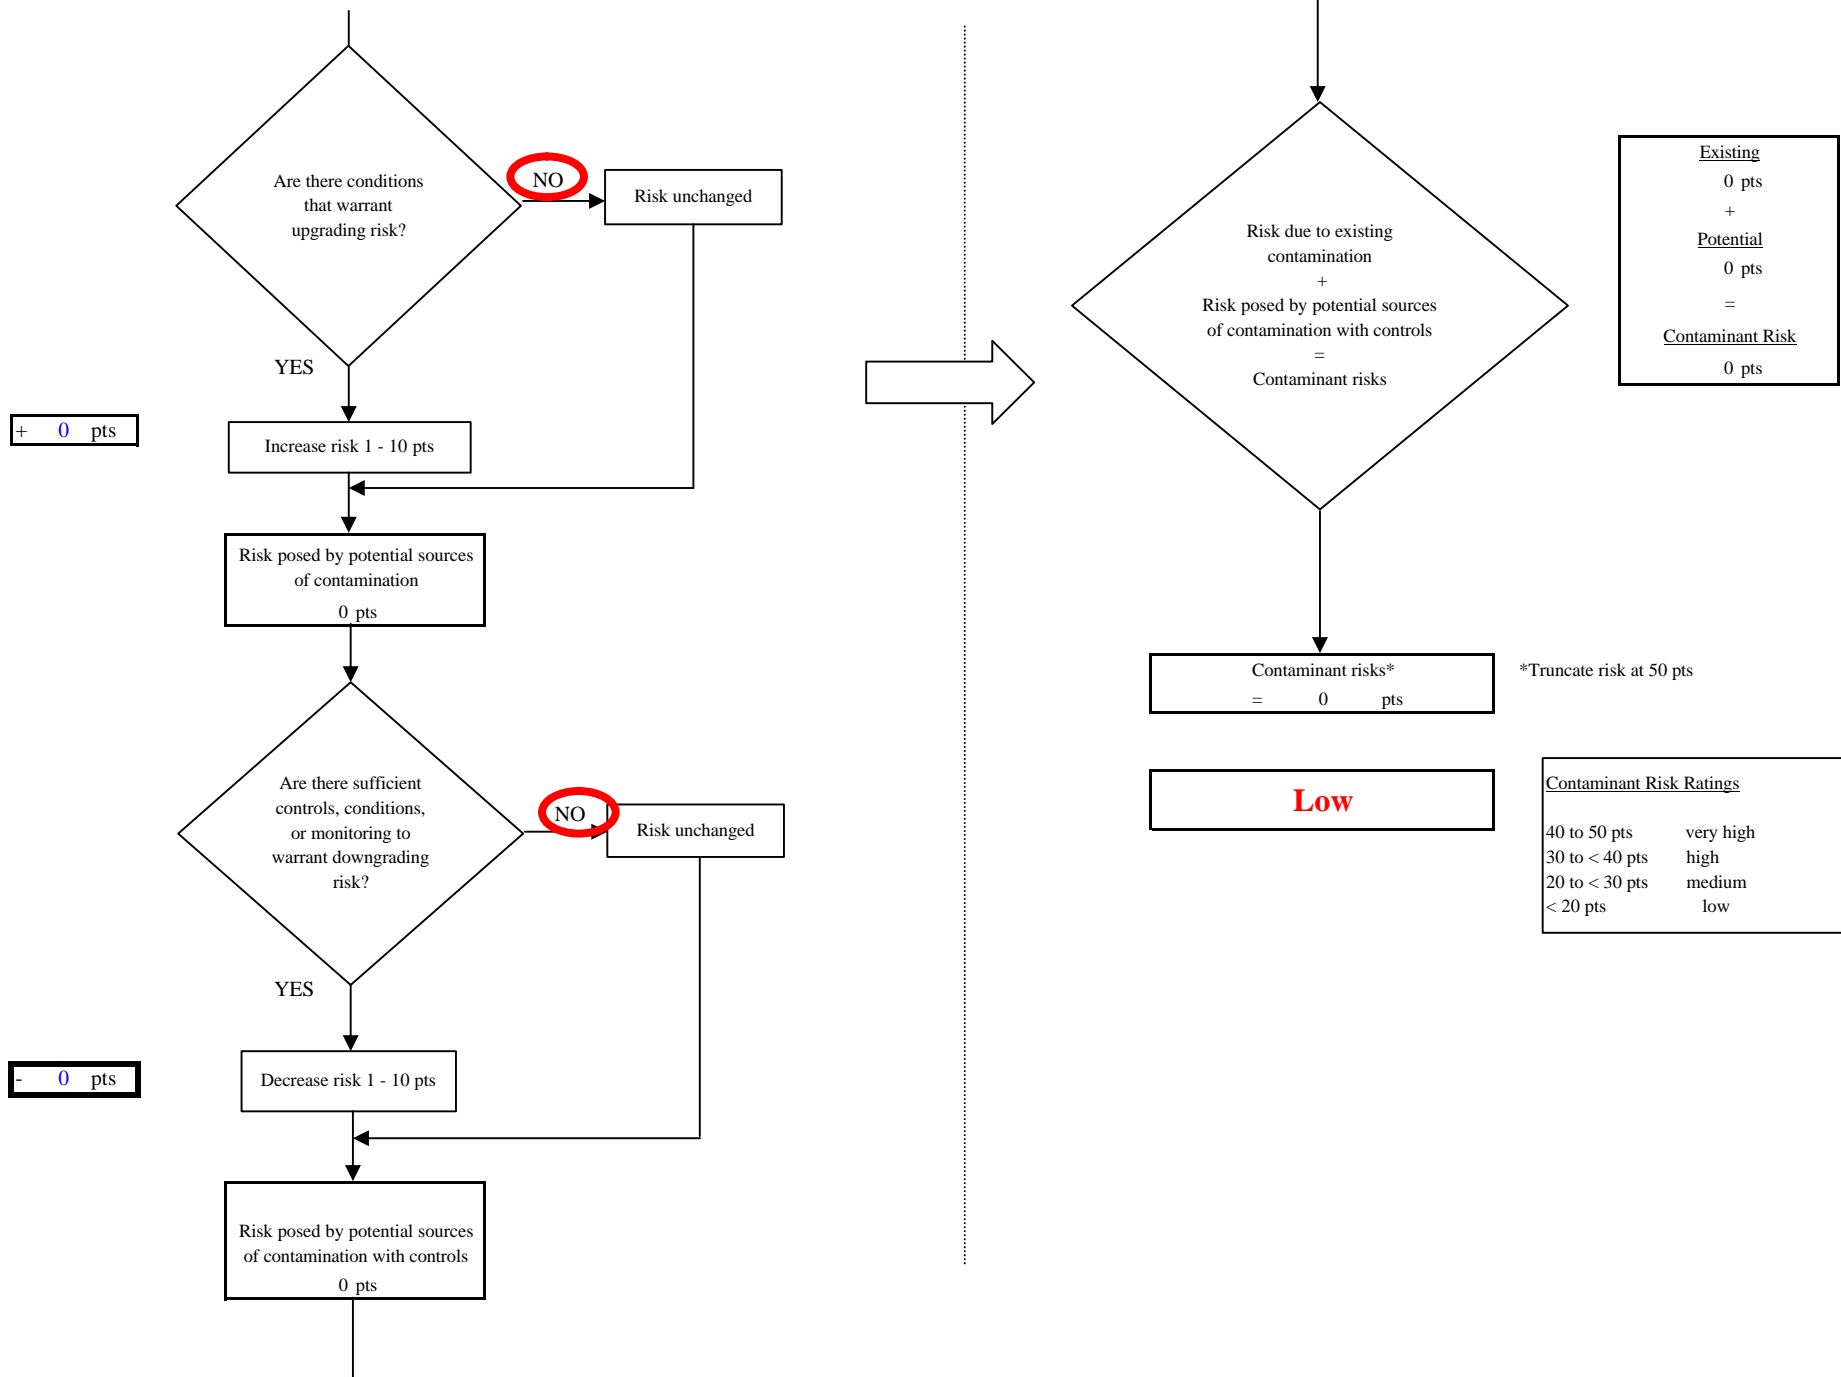 Are there conditions
that warrant
upgrading risk?
NO
Risk unchanged
YES
+ 0 pts
Increase risk 1 - 10 pts
Risk posed by potential sources
of contamination
0 pts
Are there sufficient
controls, conditions,
or monitoring to
warrant downgrading
risk?
NO
Risk unchanged
YES
- 0 pts
Decrease risk 1 - 10 pts
Risk posed by potential sources
of contamination with controls
0 pts
Risk due to existing
contamination
+
Risk posed by potential sources
of contamination with controls
=
Contaminant risks
Existing
0 pts
+
Potential
0 pts
=
Contaminant Risk
0 pts
Contaminant risks*
= 0 pts
*Truncate risk at 50 pts
Low
Contaminant Risk Ratings
40 to 50 pts very high
30 to < 40 pts high
20 to < 30 pts medium
< 20 pts low